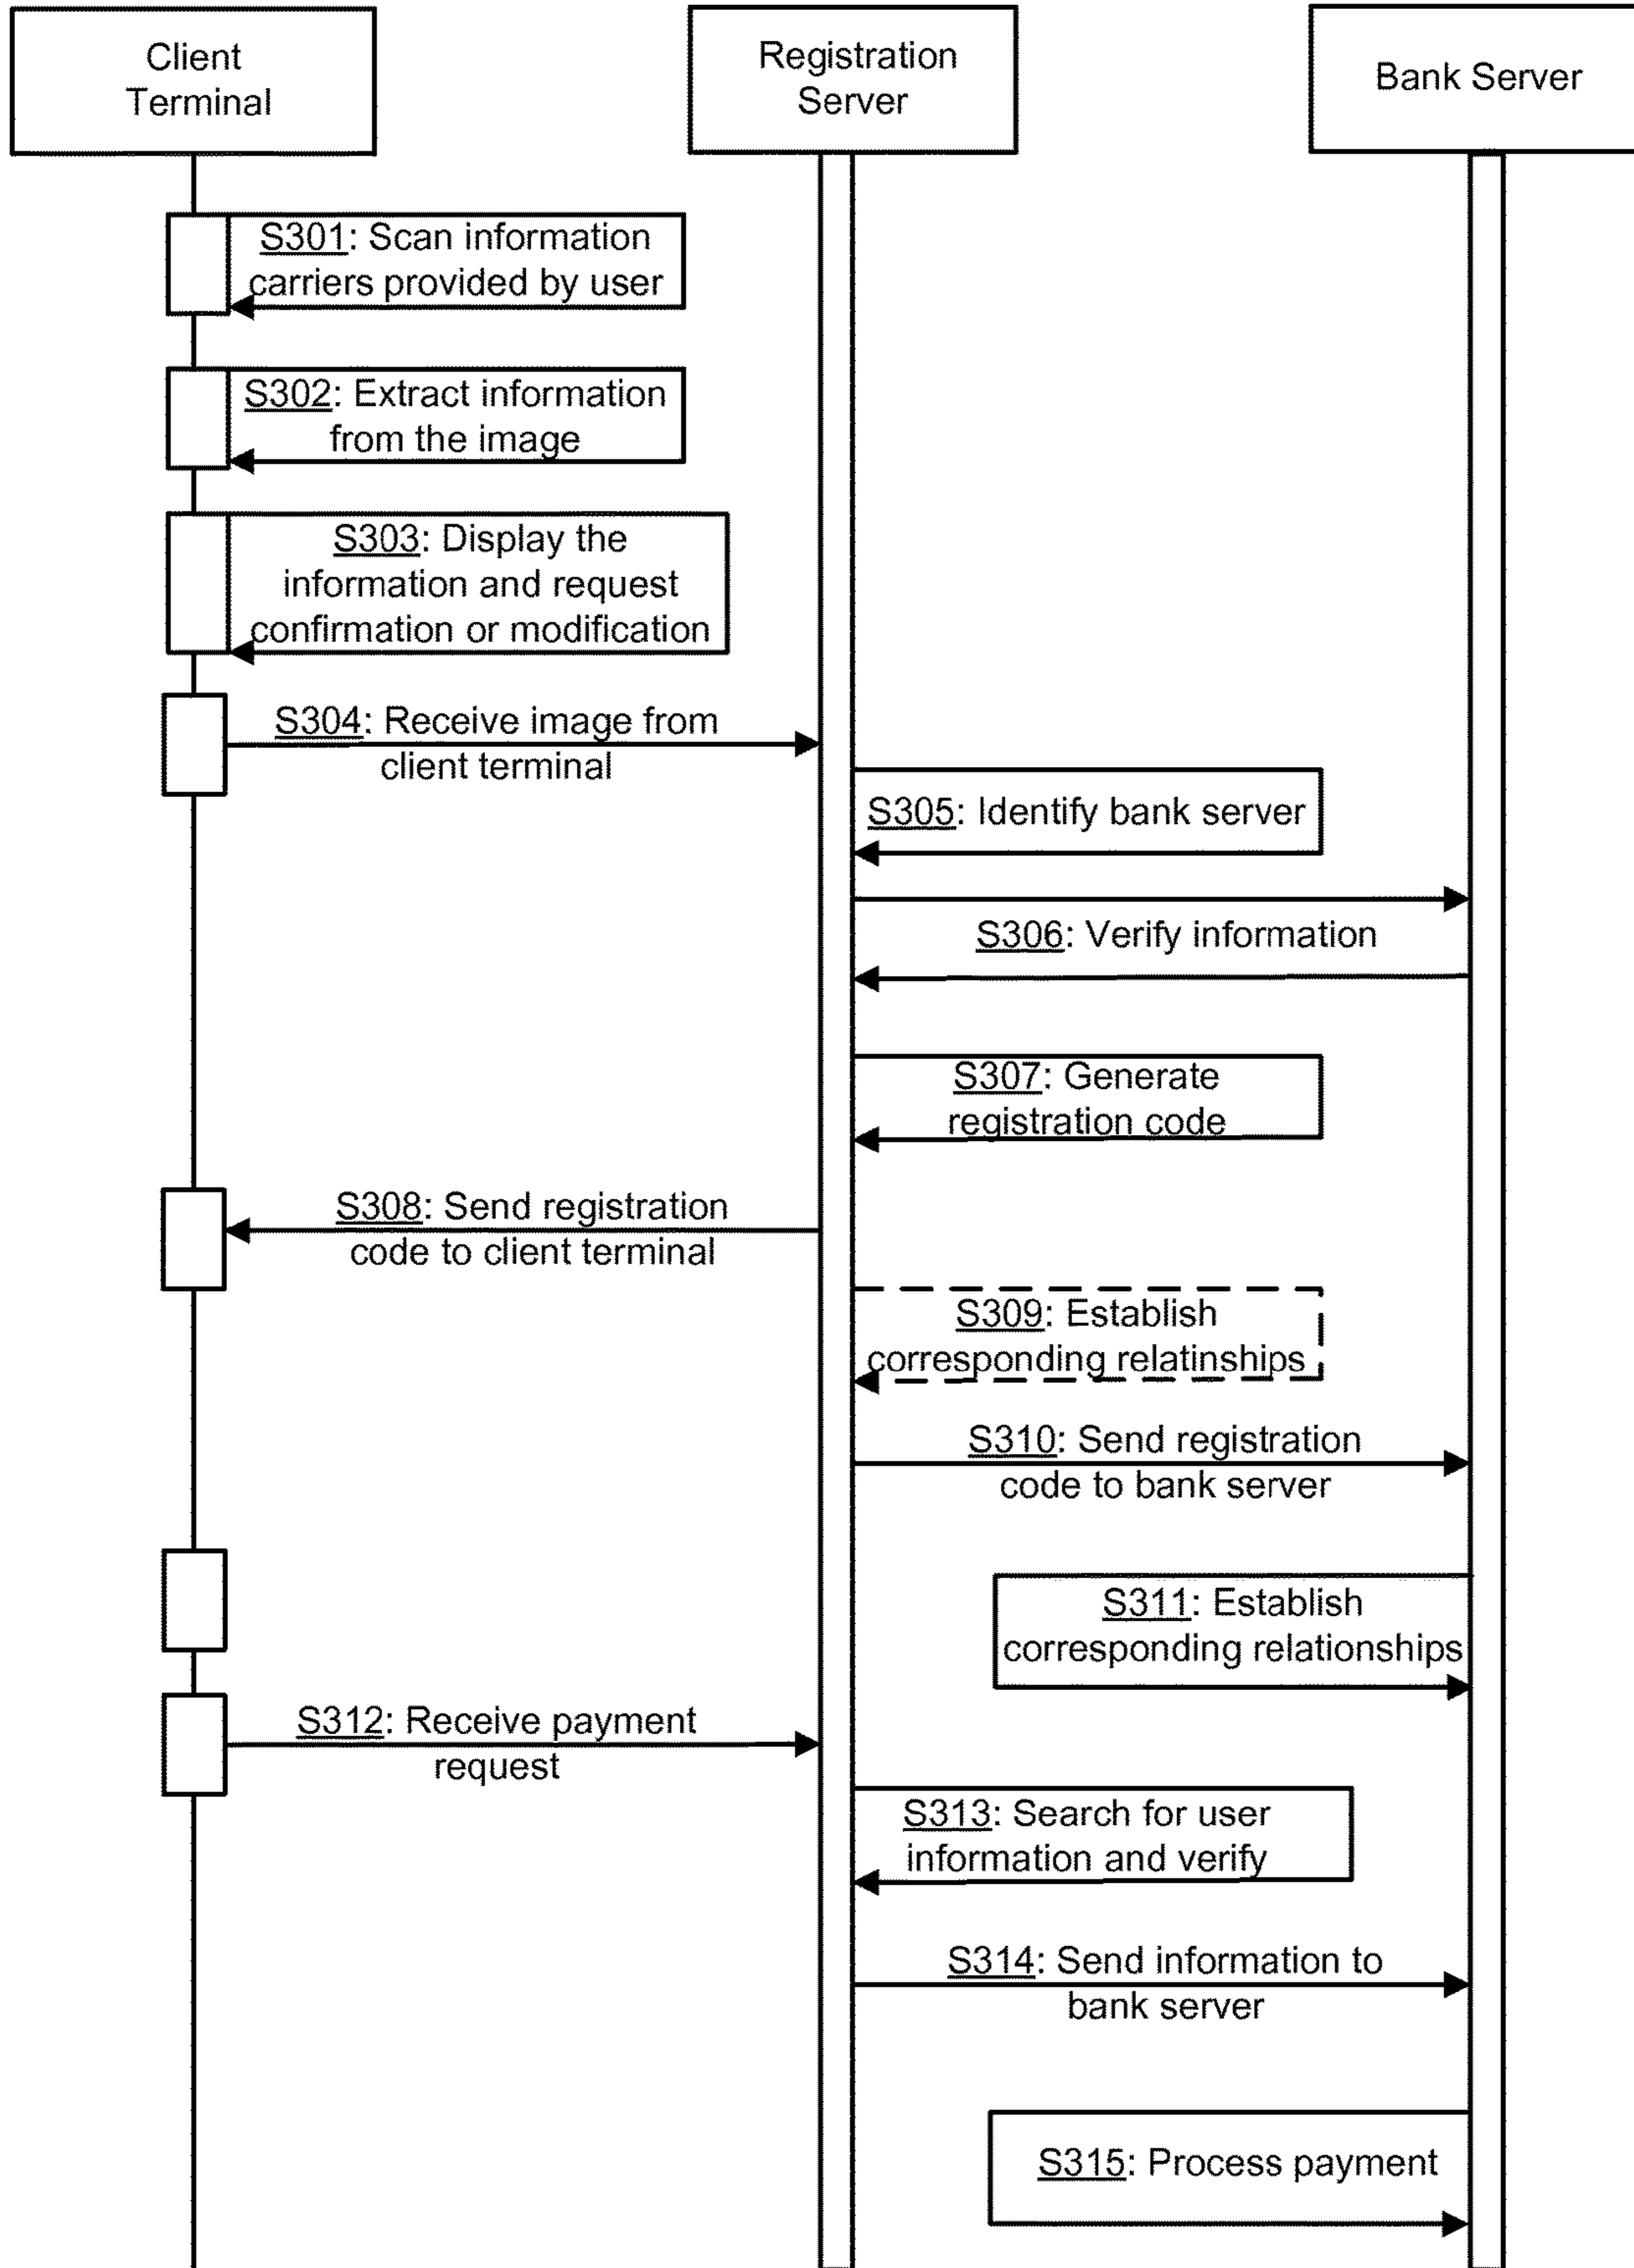 Client
Terminal
Registration
Server
Bank Server
S301: Scan information
carriers provided by user
S302: Extract information
from the image
S303: Display the
information and request
confirmation or modification
S304: Receive image from
client terminal
S305: Identify bank server
S306: Verify information
S307: Generate
registration code
S308: Send registration
code to client terminal
S309: Establish
corresponding relatinships
S310: Send registration
code to bank server
S311: Establish
corresponding relationships
S312: Receive payment
request
S313: Search for user
information and verify
S314: Send information to
bank server
S315: Process payment